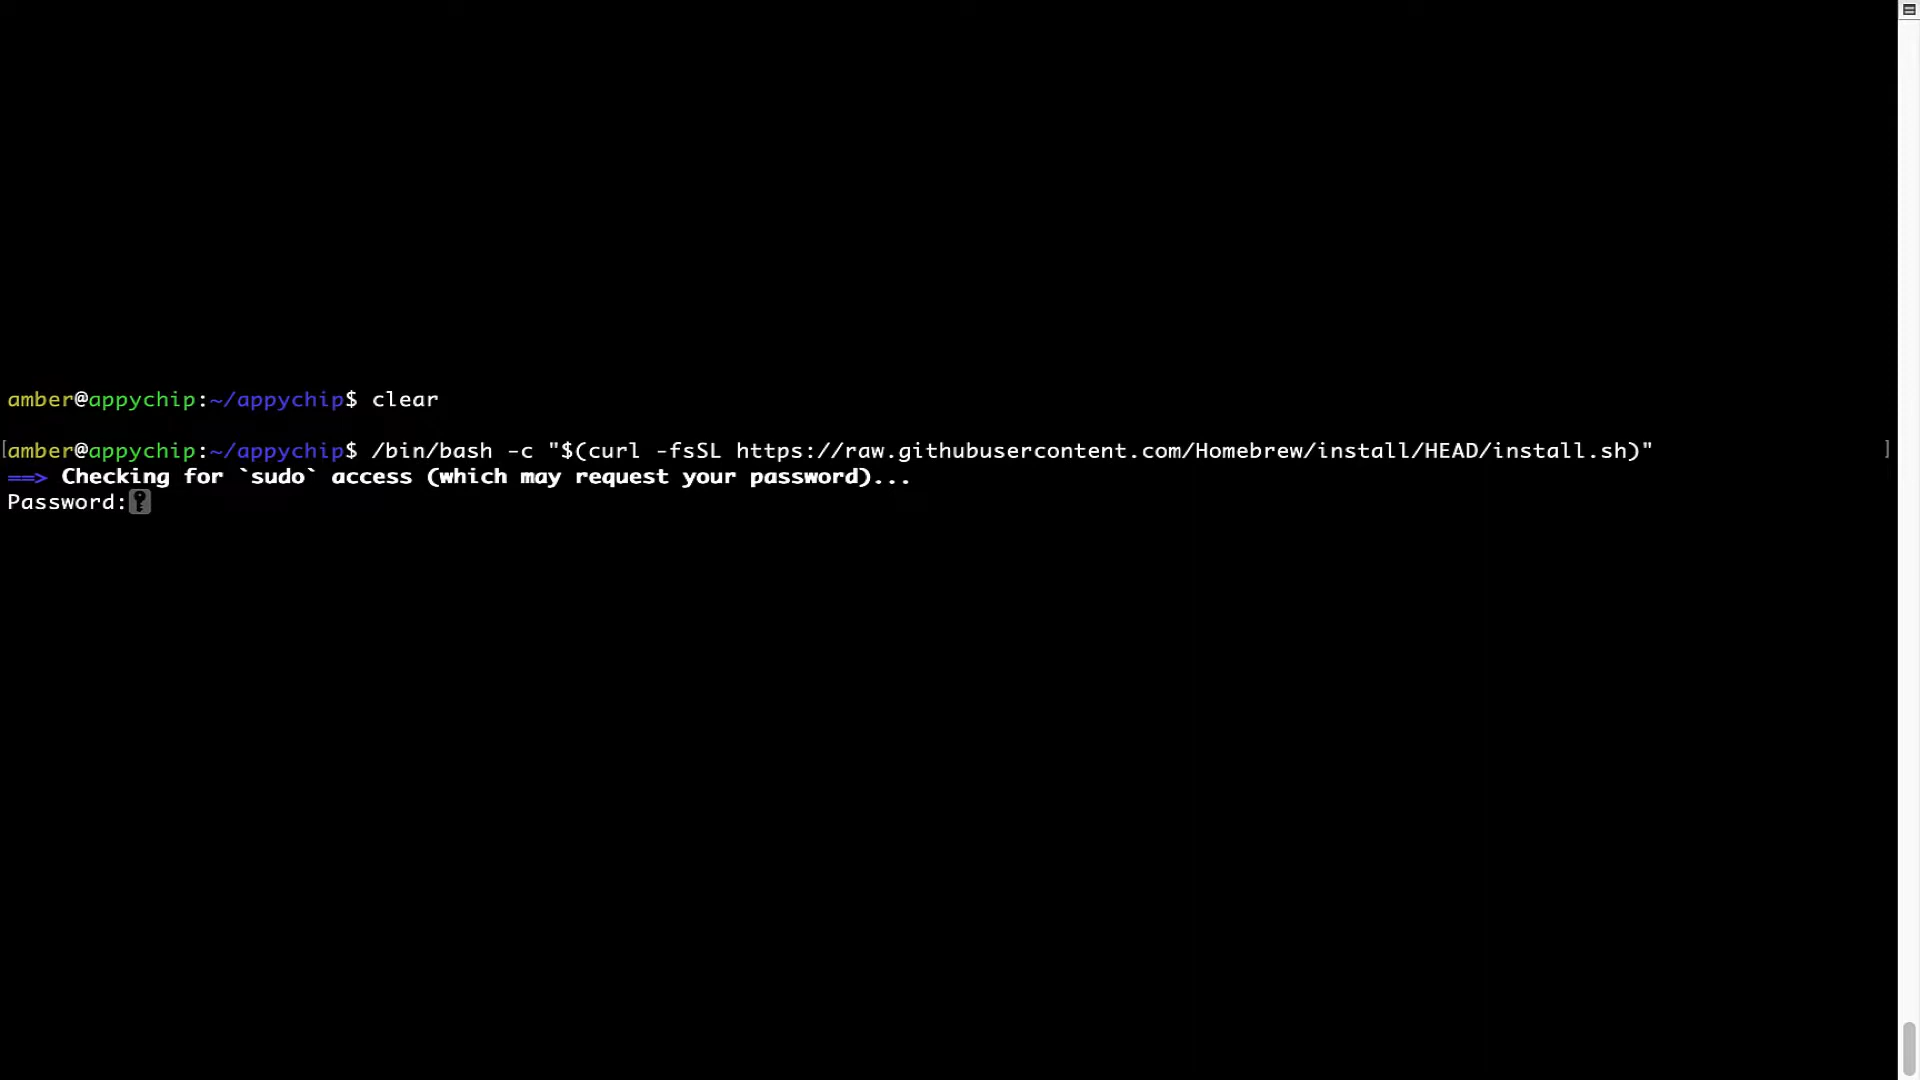 amber@appychip:~/appychip$ clear
[amber@appychip:~/appychip$ /bin/bash -c "$(curl -fsSL https://raw.githubusercontent.com/Homebrew/install/HEAD/install.sh)" ]
==> Checking for `sudo` access (which may request your password)...
Password: